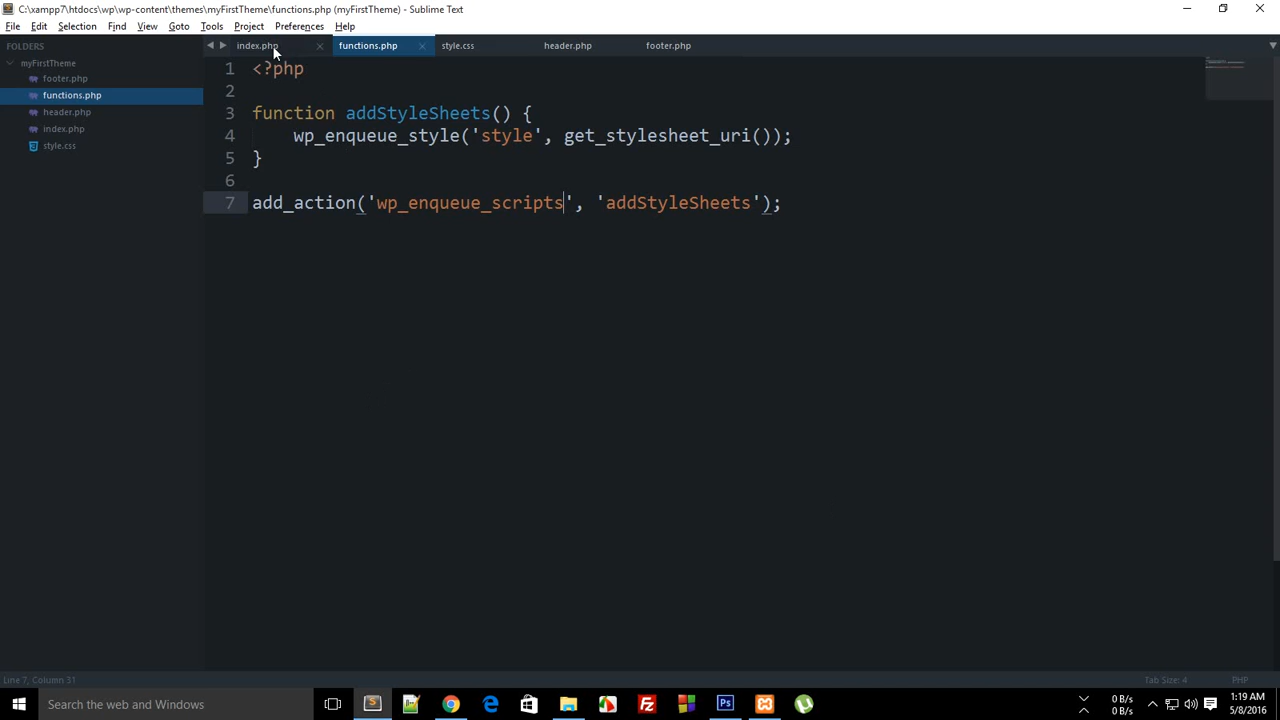 C:\xampp7\htdocs\wp\wp-content\themes\myFirstTheme\functions.php (myFirstTheme) - Sublime Text
File Edit Selection Find View Goto Tools Project Preferences Help
FOLDERS
myFirstTheme
footer.php
functions.php
header.php
index.php
style.css
index.php functions.php style.css header.php footer.php
1 <?php
2
3 function addStyleSheets() {
4 wp_enqueue_style('style', get_stylesheet_uri());
5 }
6
7 add_action('wp_enqueue_scripts', 'addStyleSheets');
Line 7, Column 31 Tab Size: 4 PHP
Search the web and Windows
0 B/s
0 B/s
1:19 AM
5/8/2016